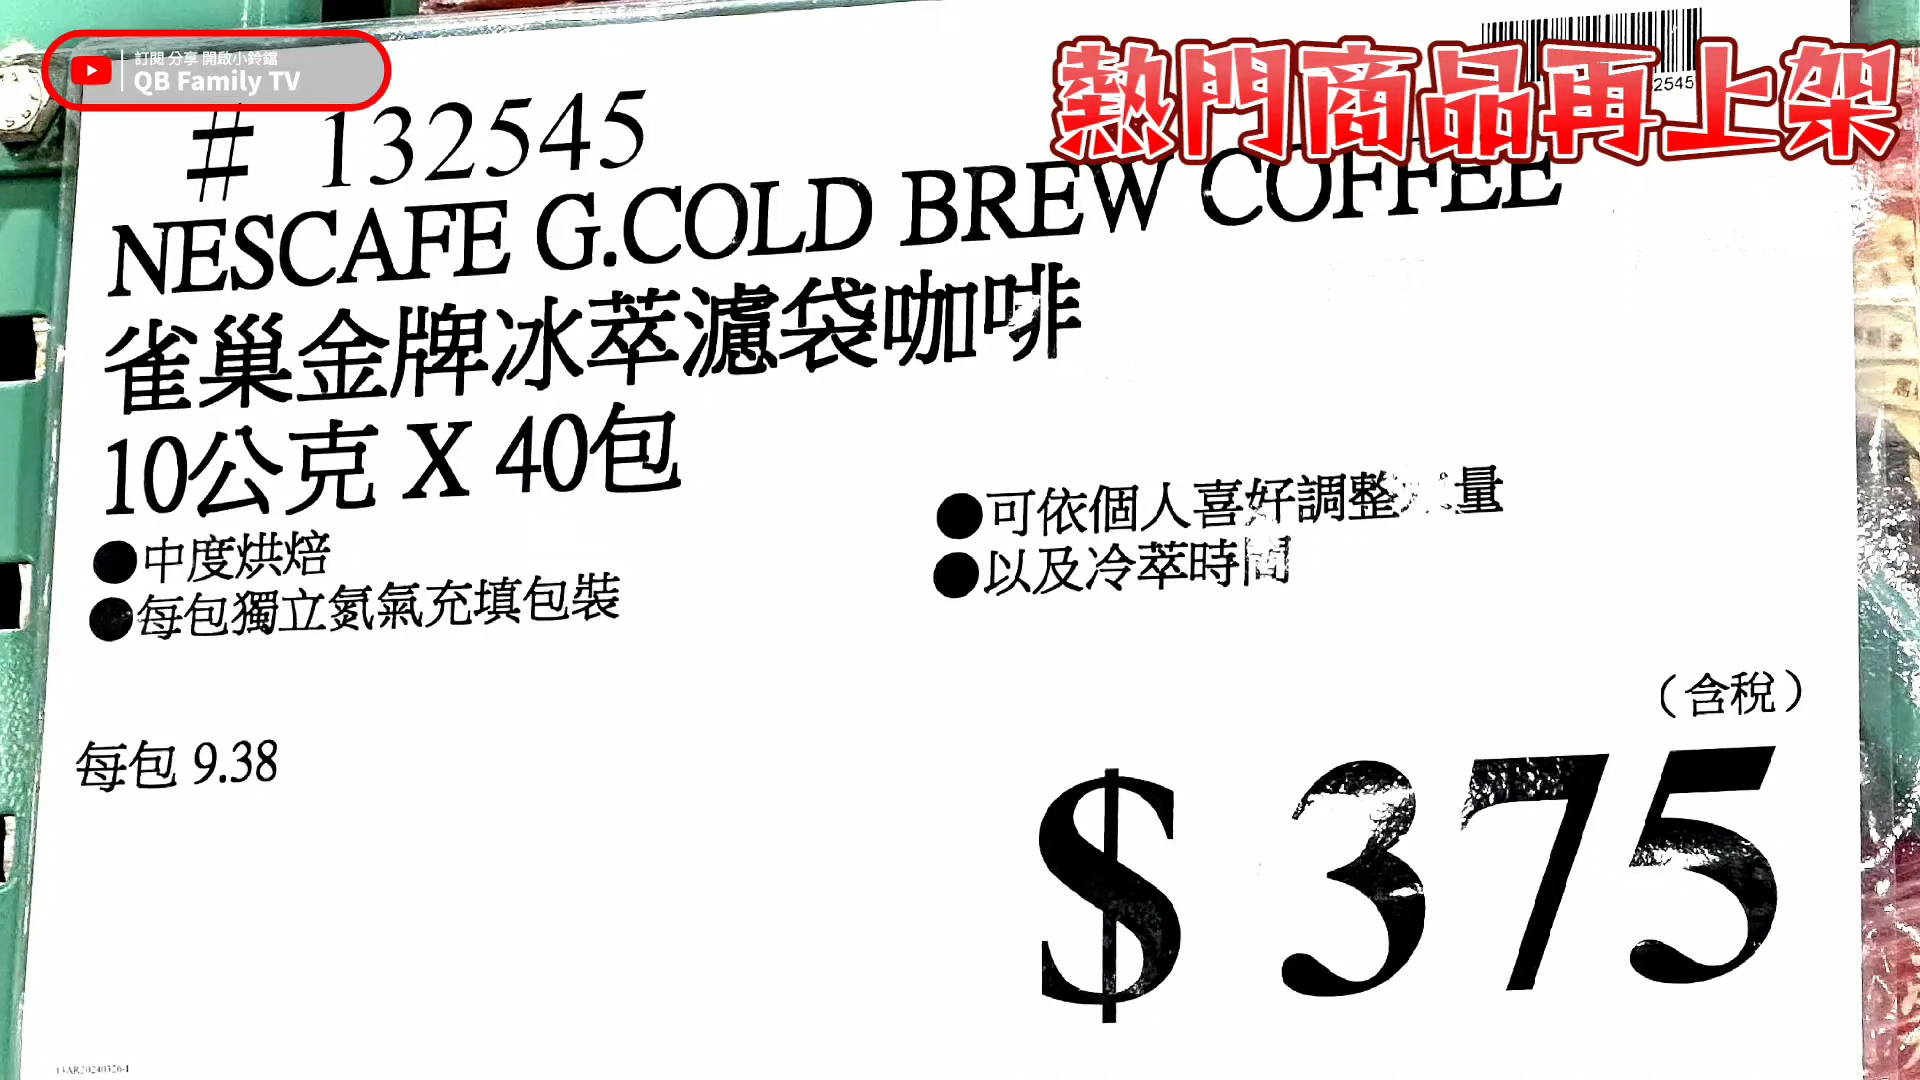 訂閱 分享 開啟小鈴鐺
QB Family TV
熱門商品再上架
2545
# 132545
NESCAFE G.COLD BREW COFFEE
雀巢金牌冰萃濾袋咖啡
10公克 X 40包
●中度烘焙
●每包獨立氮氣充填包裝
●可依個人喜好調整量
●以及冷萃時間
每包 9.38
(含稅)
$ 375